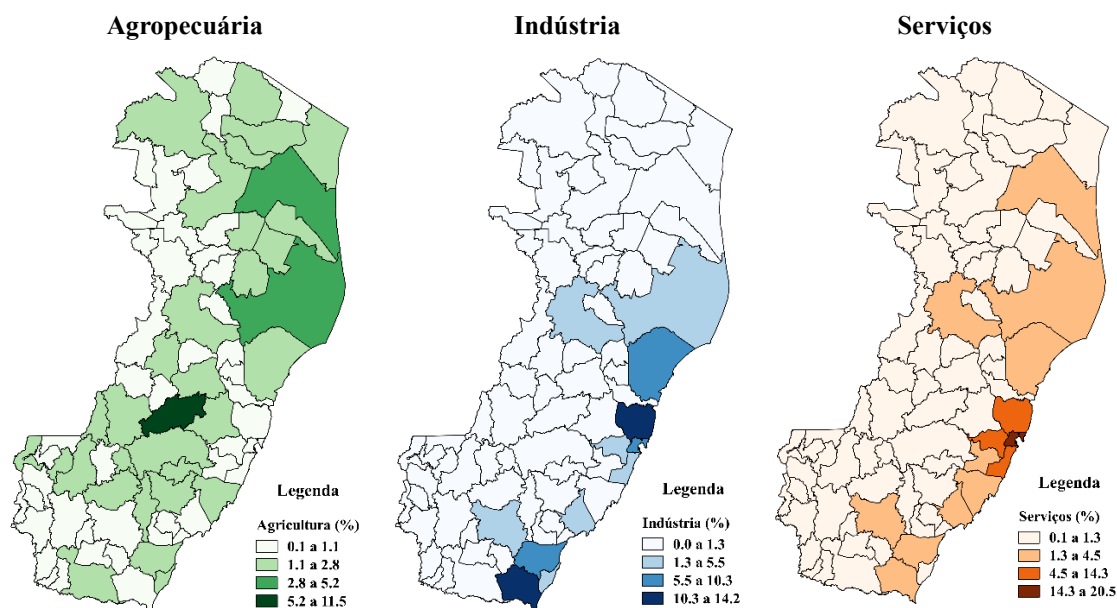 Agropecuária
Indústria
Serviços
Legenda
Agricultura (%)
0.1 a 1.1
1.1 a 2.8
2.8 a 5.2
5.2 a 11.5
Legenda
Indústria (%)
0.0 a 1.3
1.3 a 5.5
5.5 a 10.3
10.3 a 14.2
Legenda
Serviços (%)
0.1 a 1.3
1.3 a 4.5
4.5 a 14.3
14.3 a 20.5